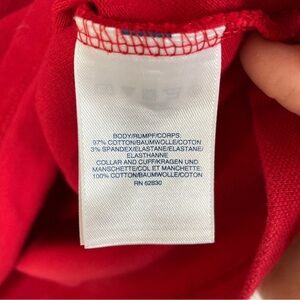 BODY/RUMPF/CORPS:
97% COTTON/BAUMWOLLE/COTON
3% SPANDEX/ELASTANE/ELASTANE/
ELASTHANNE
COLLAR AND CUFF/KRAGEN UND
MANSCHETTE/COL ET MANCHETTE:
100% COTTON/BAUMWOLLE/COTON
RN 62830